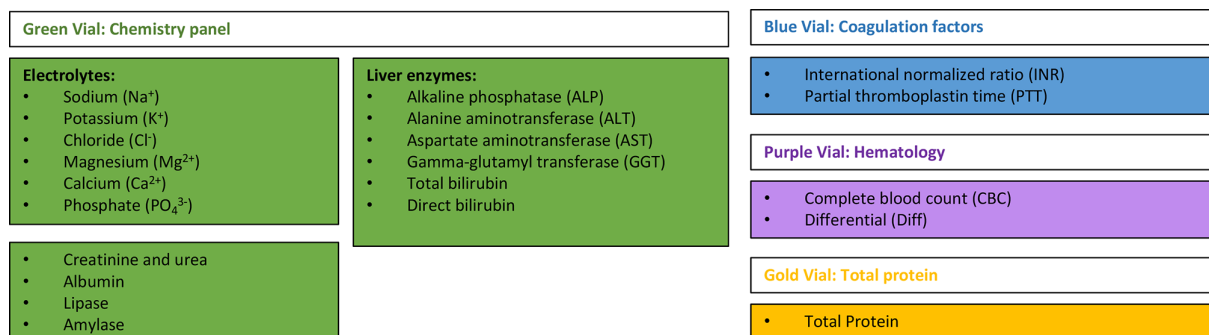 Green Vial: Chemistry panel
Electrolytes:
• Sodium (Na⁺)
• Potassium (K⁺)
• Chloride (Cl⁻)
• Magnesium (Mg²⁺)
• Calcium (Ca²⁺)
• Phosphate (PO₄³⁻)
• Creatinine and urea
• Albumin
• Lipase
• Amylase
Liver enzymes:
• Alkaline phosphatase (ALP)
• Alanine aminotransferase (ALT)
• Aspartate aminotransferase (AST)
• Gamma-glutamyl transferase (GGT)
• Total bilirubin
• Direct bilirubin
Blue Vial: Coagulation factors
• International normalized ratio (INR)
• Partial thromboplastin time (PTT)
Purple Vial: Hematology
• Complete blood count (CBC)
• Differential (Diff)
Gold Vial: Total protein
• Total Protein